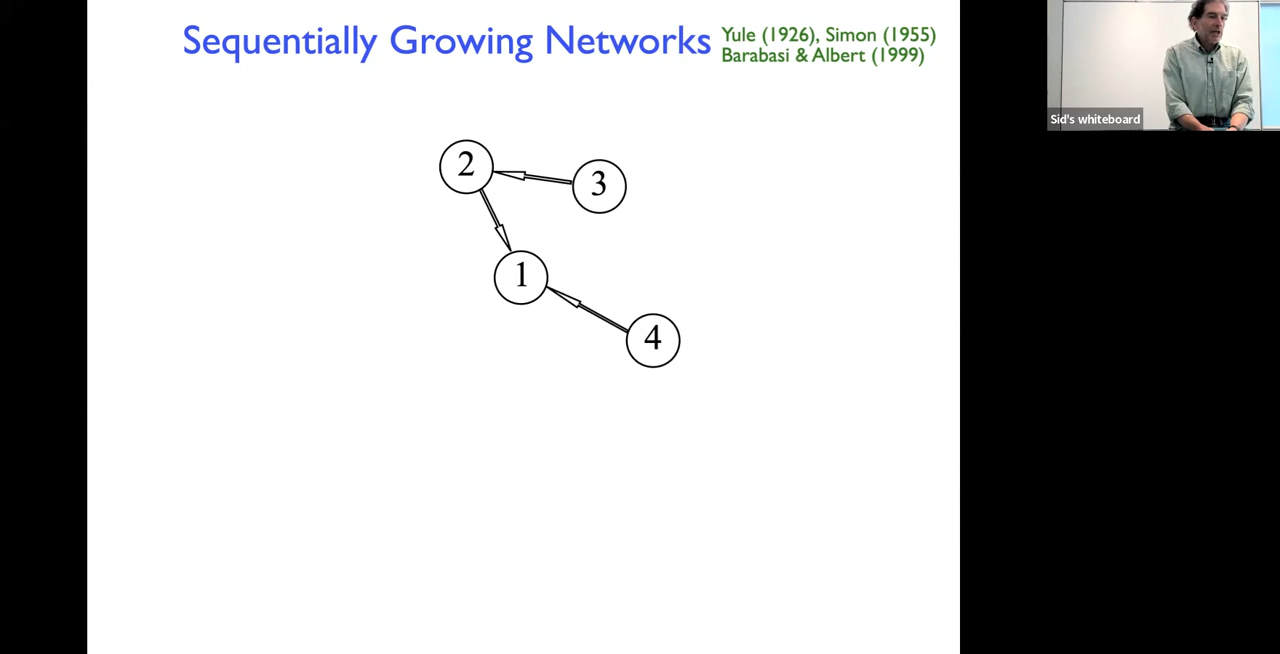 Sequentially Growing Networks
Yule (1926), Simon (1955)
Barabasi & Albert (1999)
Sid's whiteboard
2
3
1
4